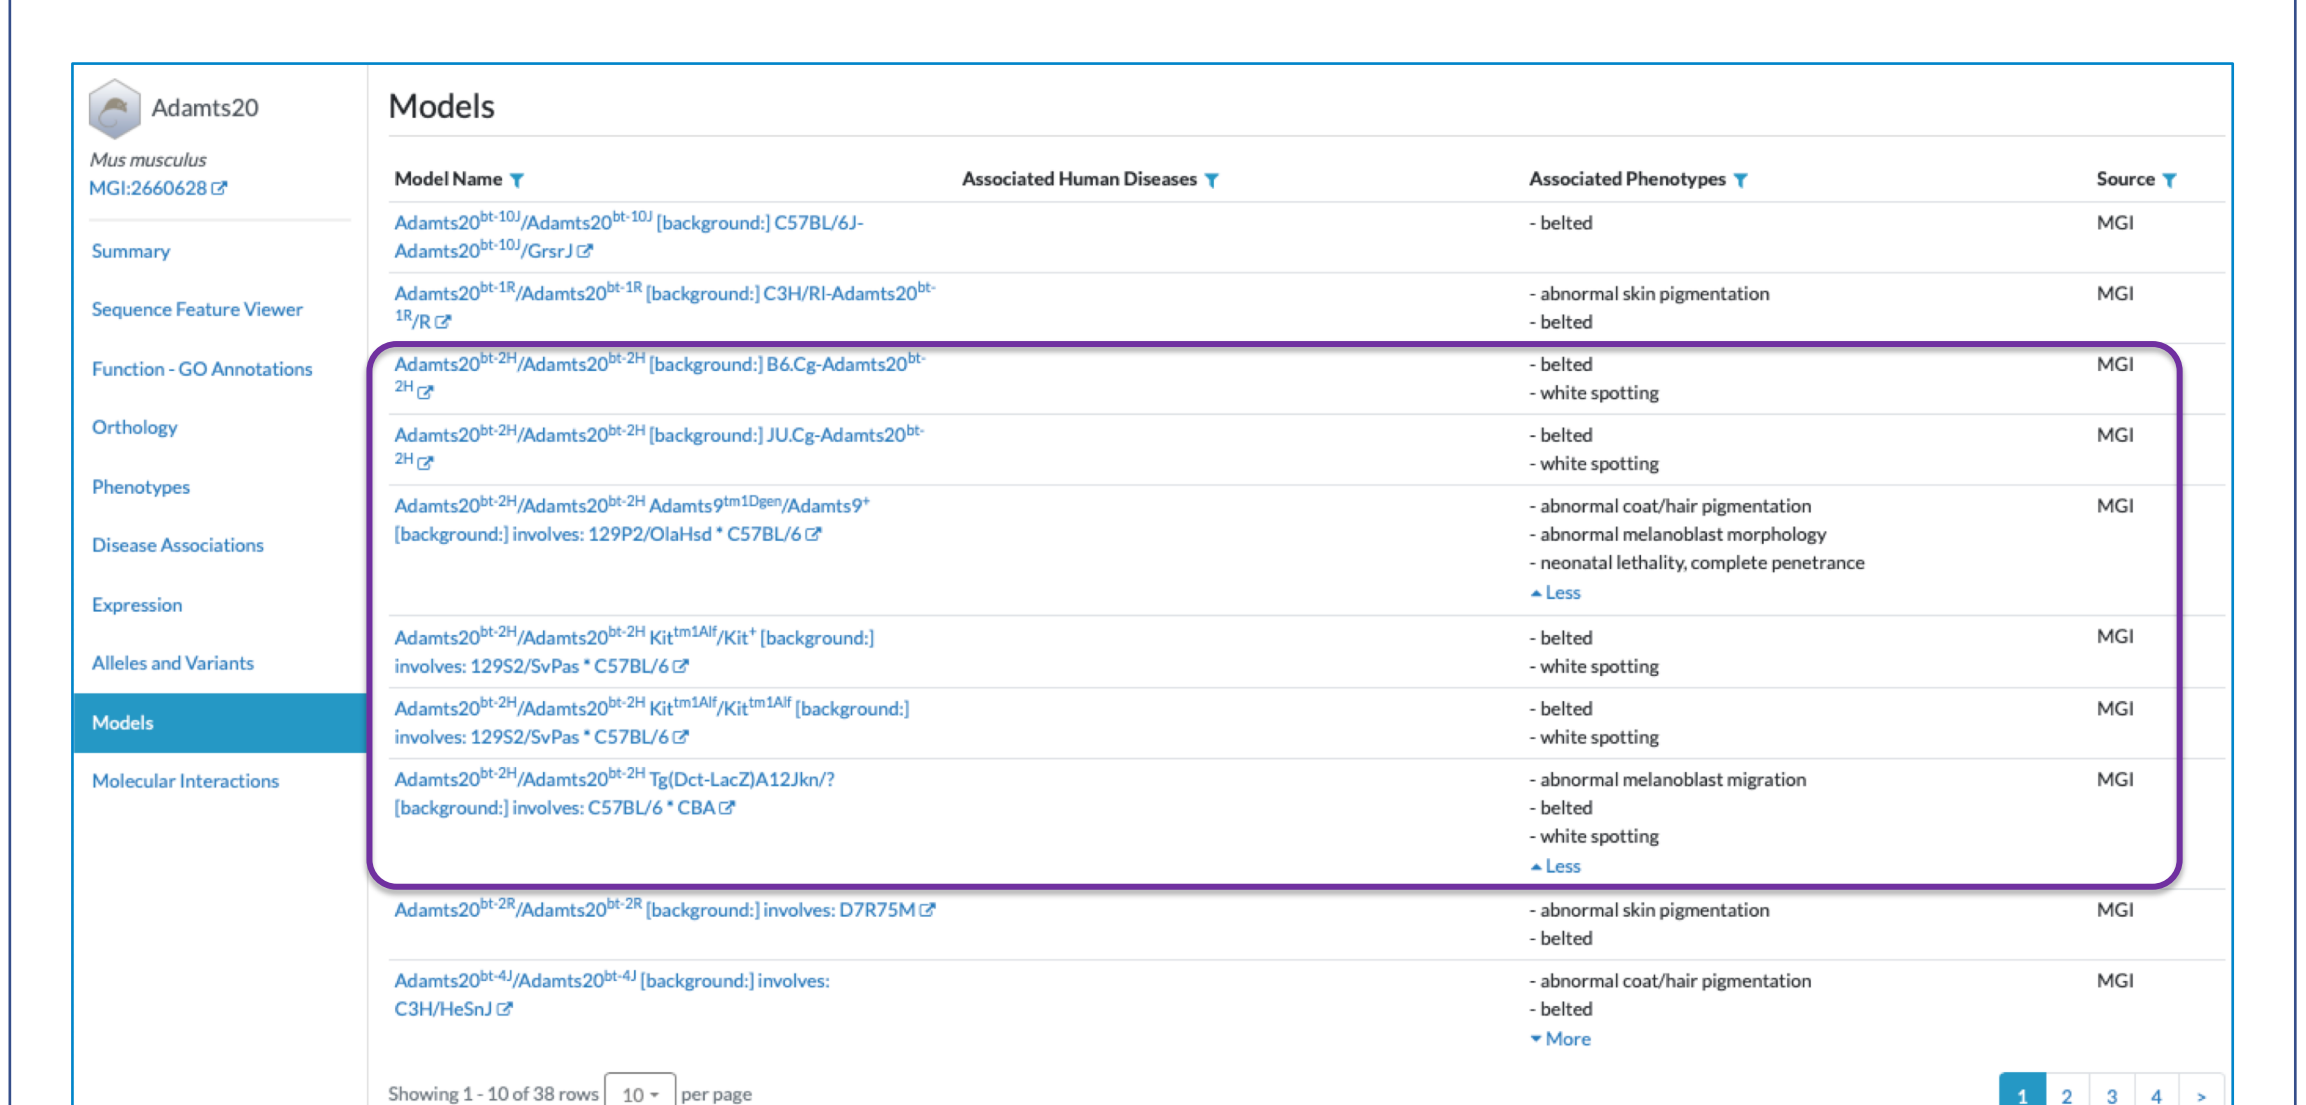 Adamts20
Mus musculus
MGI:2660628
Summary
Sequence Feature Viewer
Function - GO Annotations
Orthology
Phenotypes
Disease Associations
Expression
Alleles and Variants
Models
Molecular Interactions
Models
Model Name Associated Human Diseases Associated Phenotypes Source
Adamts20bt-10J/Adamts20bt-10J [background:] C57BL/6J- - belted MGI
Adamts20bt-10J/GrsrJ
Adamts20bt-1R/Adamts20bt-1R [background:] C3H/Rl-Adamts20bt- - abnormal skin pigmentation MGI
1R/R - belted
Adamts20bt-2H/Adamts20bt-2H [background:] B6.Cg-Adamts20bt- - belted MGI
2H - white spotting
Adamts20bt-2H/Adamts20bt-2H [background:] JU.Cg-Adamts20bt- - belted MGI
2H - white spotting
Adamts20bt-2H/Adamts20bt-2H Adamts9tm1Dgen/Adamts9+ - abnormal coat/hair pigmentation MGI
[background:] involves: 129P2/OlaHsd * C57BL/6 - abnormal melanoblast morphology
- neonatal lethality, complete penetrance
Less
Adamts20bt-2H/Adamts20bt-2H Kittm1Alf/Kit+ [background:] - belted MGI
involves: 129S2/SvPas * C57BL/6 - white spotting
Adamts20bt-2H/Adamts20bt-2H Kittm1Alf/Kittm1Alf [background:] - belted MGI
involves: 129S2/SvPas * C57BL/6 - white spotting
Adamts20bt-2H/Adamts20bt-2H Tg(Dct-LacZ)A12Jkn/? - abnormal melanoblast migration MGI
[background:] involves: C57BL/6 * CBA - belted
- white spotting
Less
Adamts20bt-2R/Adamts20bt-2R [background:] involves: D7R75M - abnormal skin pigmentation MGI
- belted
Adamts20bt-4J/Adamts20bt-4J [background:] involves: - abnormal coat/hair pigmentation MGI
C3H/HeSnJ - belted
More
Showing 1 - 10 of 38 rows 10 per page 1 2 3 4 >